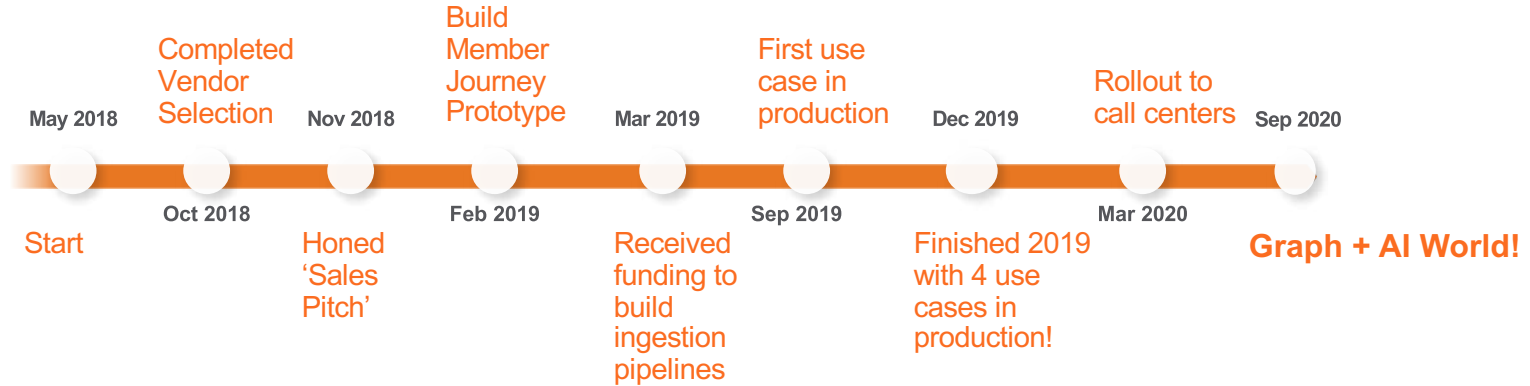 May 2018
Start
Completed
Vendor
Selection
Oct 2018
Nov 2018
Honed
‘Sales
Pitch’
Build
Member
Journey
Prototype
Feb 2019
Mar 2019
Received
funding to
build
ingestion
pipelines
First use
case in
production
Sep 2019
Dec 2019
Finished 2019
with 4 use
cases in
production!
Rollout to
call centers
Mar 2020
Sep 2020
Graph + AI World!